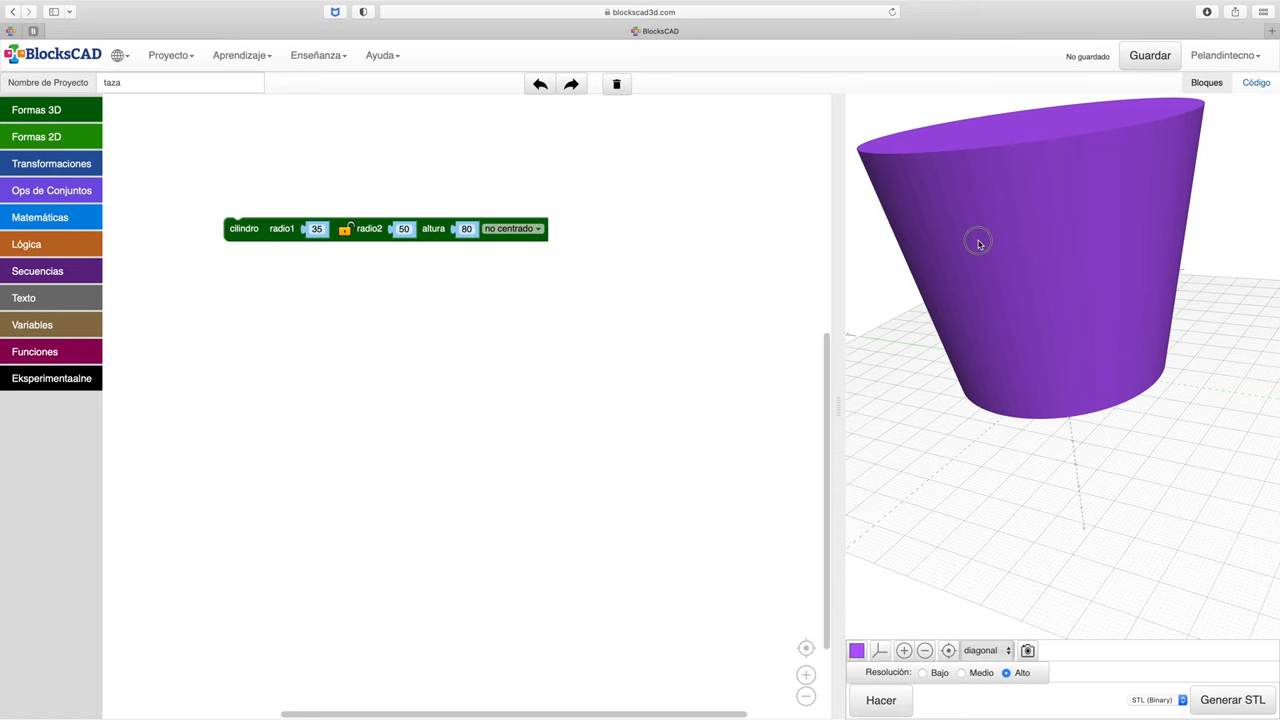 blockscad3d.com
B
BlocksCAD
BlocksCAD
Proyecto
Aprendizaje
Enseñanza
Ayuda
No guardado
Guardar
Pelandintecno
Nombre de Proyecto
taza
Bloques
Código
Formas 3D
Formas 2D
Transformaciones
Ops de Conjuntos
Matemáticas
Lógica
Secuencias
Texto
Variables
Funciones
Eksperimentaalne
cilindro radio1 35 radio2 50 altura 80 no centrado
diagonal
Resolución: Bajo Medio Alto
Hacer
STL (Binary)
Generar STL